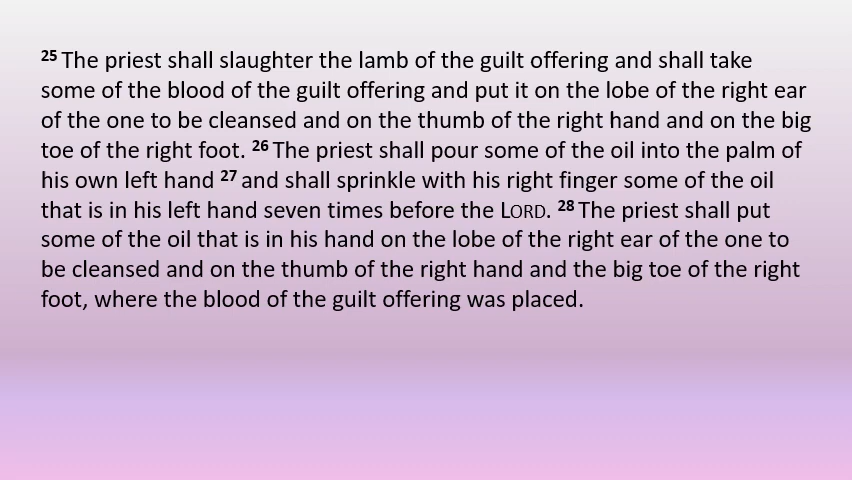 25 The priest shall slaughter the lamb of the guilt offering and shall take
some of the blood of the guilt offering and put it on the lobe of the right ear
of the one to be cleansed and on the thumb of the right hand and on the big
toe of the right foot. 26 The priest shall pour some of the oil into the palm of
his own left hand 27 and shall sprinkle with his right finger some of the oil
that is in his left hand seven times before the LORD. 28 The priest shall put
some of the oil that is in his hand on the lobe of the right ear of the one to
be cleansed and on the thumb of the right hand and the big toe of the right
foot, where the blood of the guilt offering was placed.